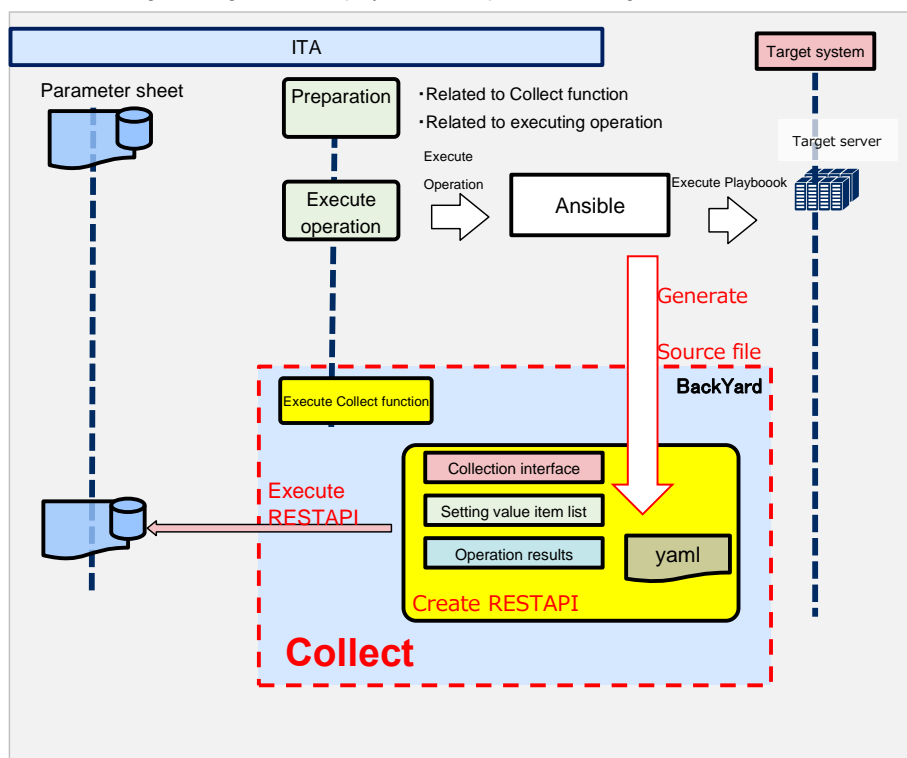 ITA
Target system
Parameter sheet
Preparation
・Related to Collect function
・Related to executing operation
Target server
Execute
Operation
Execute Playboook
Execute
operation
Ansible
Generate
Source file
BackYard
Execute Collect function
Collection interface
Execute
RESTAPI
Setting value item list
Operation results
yaml
Create RESTAPI
Collect